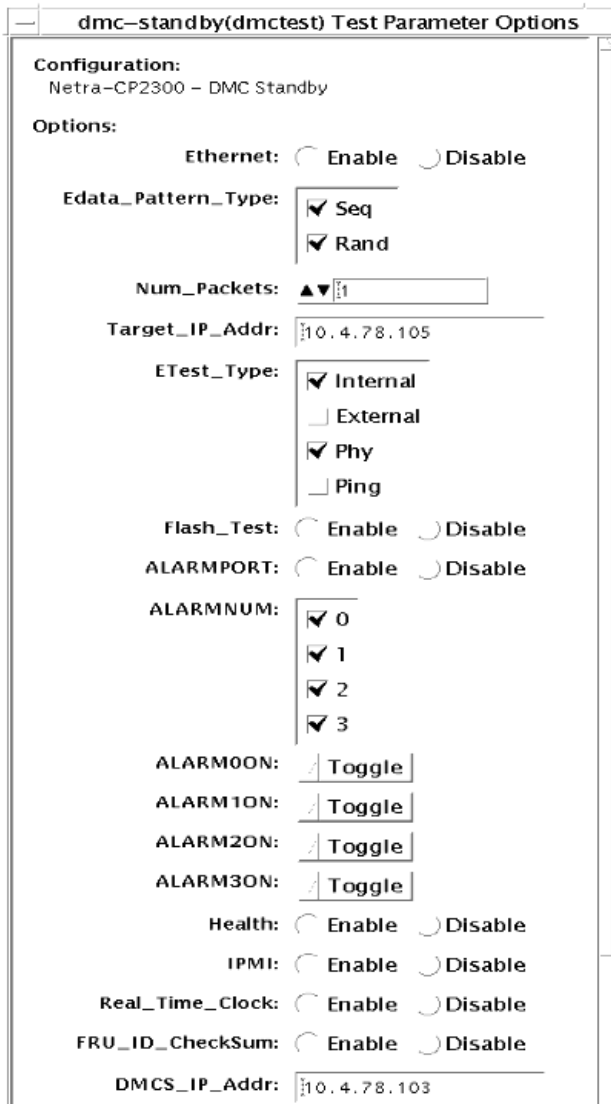 dmc-standby(dmctest) Test Parameter Options
Configuration:
Netra-CP2300 - DMC Standby
Options:
Ethernet: Enable Disable
Edata_Pattern_Type: Seq
Rand
Num_Packets: 1
Target_IP_Addr: 10.4.78.105
ETest_Type: Internal
External
Phy
Ping
Flash_Test: Enable Disable
ALARMPORT: Enable Disable
ALARMNUM: 0
1
2
3
ALARM0ON: Toggle
ALARM1ON: Toggle
ALARM2ON: Toggle
ALARM3ON: Toggle
Health: Enable Disable
IPMI: Enable Disable
Real_Time_Clock: Enable Disable
FRU_ID_CheckSum: Enable Disable
DMCS_IP_Addr: 10.4.78.103